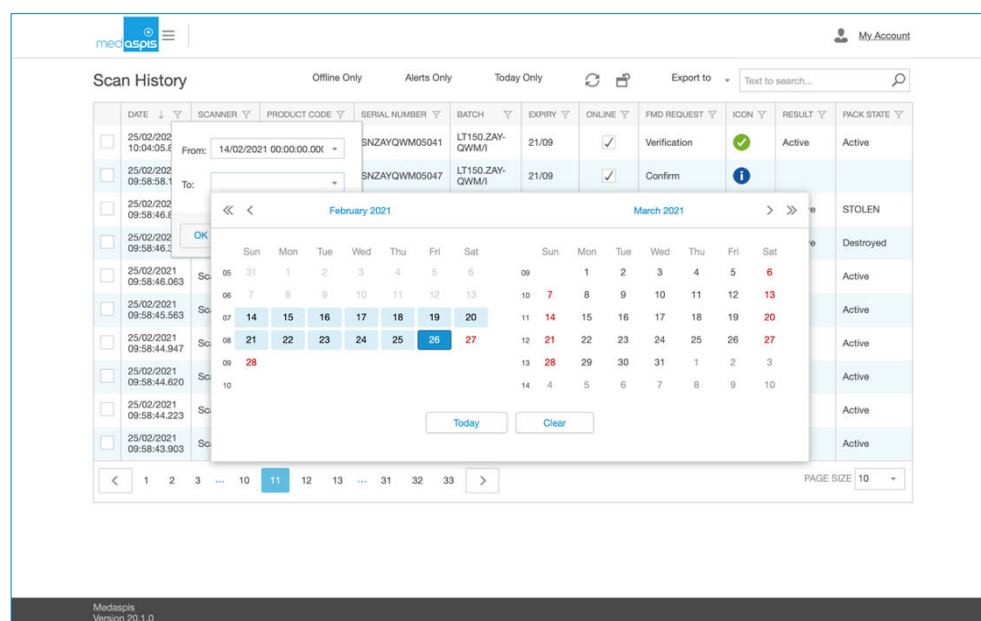 medaspis
My Account
Scan History Offline Only Alerts Only Today Only Export to Text to search...
DATE SCANNER PRODUCT CODE SERIAL NUMBER BATCH EXPIRY ONLINE FMD REQUEST ICON RESULT PACK STATE
25/02/202 10:04:05.8 SNZAYQWM05041 LT150.ZAY-QWM/I 21/09 Verification Active Active
From: 14/02/2021 00:00:00.00(
25/02/202 09:58:58.1 SNZAYQWM05047 LT150.ZAY-QWM/I 21/09 Confirm i
To:
25/02/202 09:58:46.8 e STOLEN
OK
25/02/202 09:58:46.3 e Destroyed
25/02/2021 09:58:46.063 Sca Active
25/02/2021 09:58:45.563 Sca Active
25/02/2021 09:58:44.947 Sca Active
25/02/2021 09:58:44.620 Sca Active
25/02/2021 09:58:44.223 Sca Active
25/02/2021 09:58:43.903 Sca Active
February 2021
Sun Mon Tue Wed Thu Fri Sat
05 31 1 2 3 4 5 6
06 7 8 9 10 11 12 13
07 14 15 16 17 18 19 20
08 21 22 23 24 25 26 27
09 28
10
March 2021
Sun Mon Tue Wed Thu Fri Sat
09 1 2 3 4 5 6
10 7 8 9 10 11 12 13
11 14 15 16 17 18 19 20
12 21 22 23 24 25 26 27
13 28 29 30 31 1 2 3
14 4 5 6 7 8 9 10
Today Clear
1 2 3 ... 10 11 12 13 ... 31 32 33 PAGE SIZE 10
Medaspis
Version 20.1.0